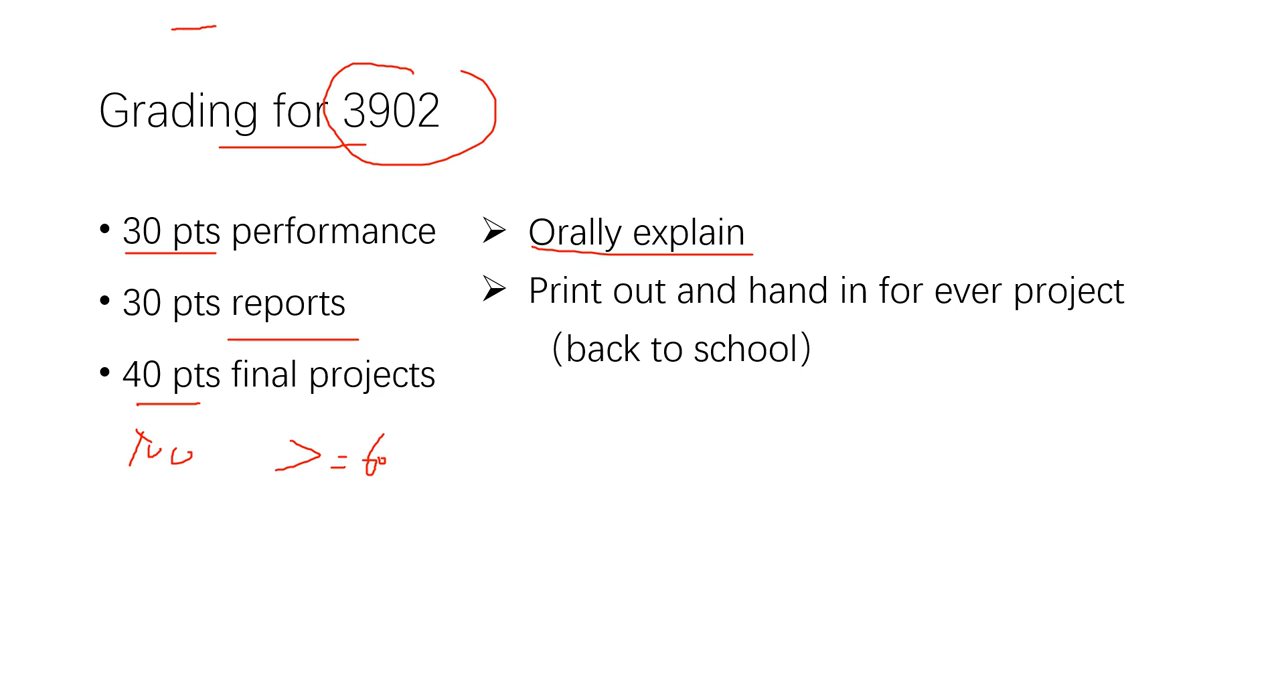 Grading for 3902
• 30 pts performance
• 30 pts reports
• 40 pts final projects
➢ Orally explain
➢ Print out and hand in for ever project
(back to school)
>= 60